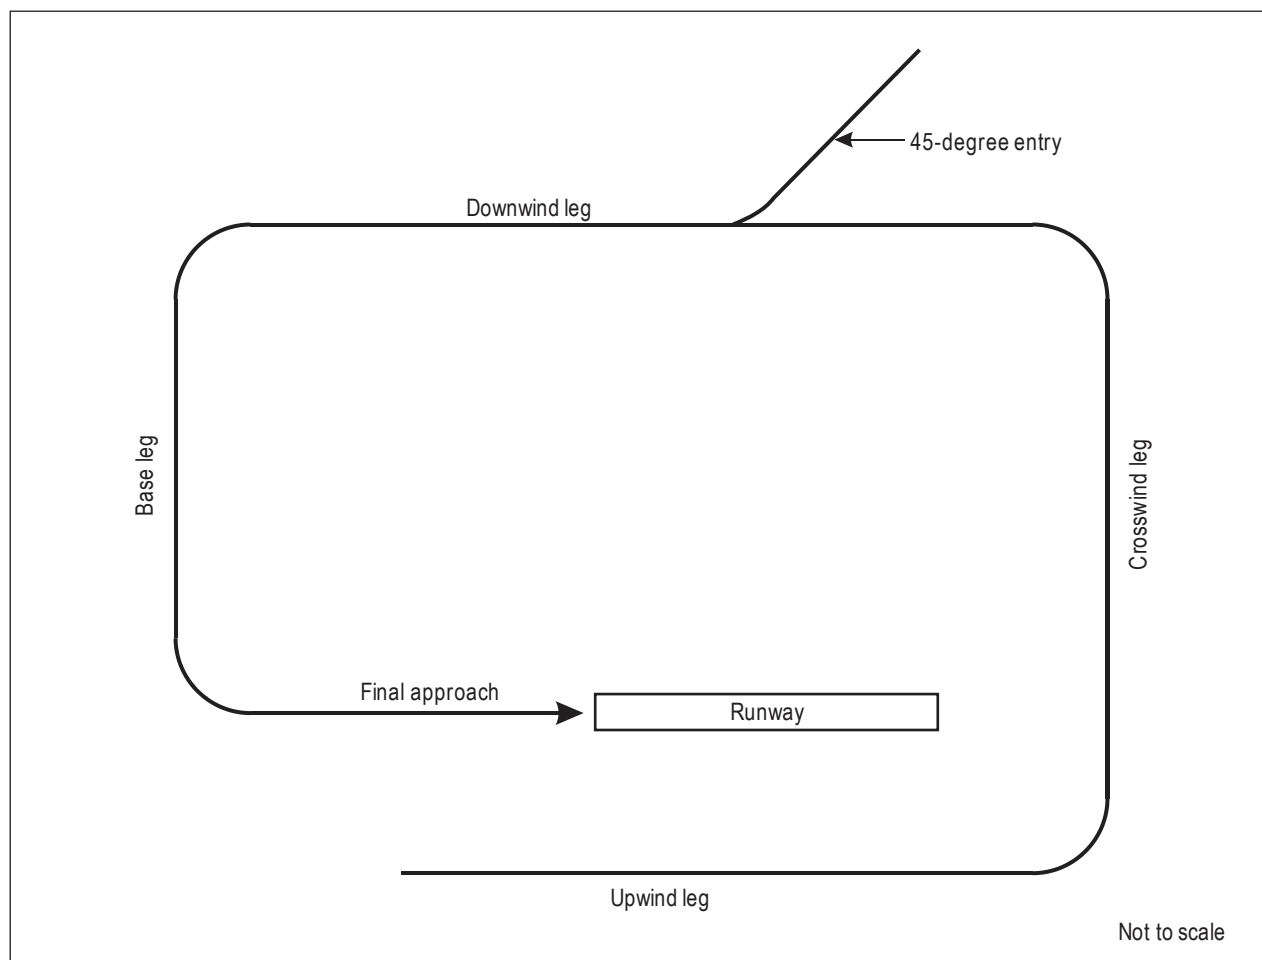 45-degree entry
Downwind leg
Base leg
Crosswind leg
Final approach
Runway
Upwind leg
Not to scale